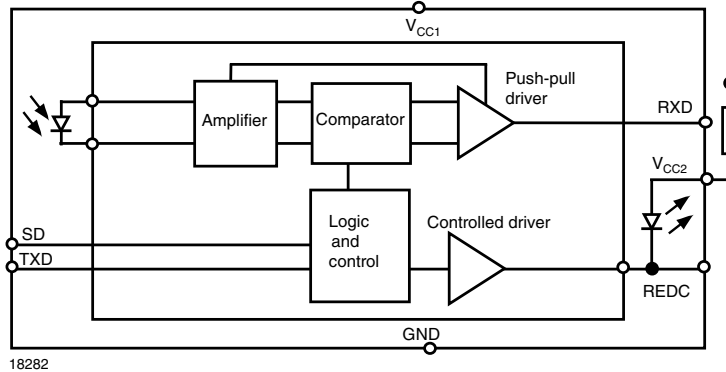 VCC1
Push-pull
driver
RXD
Amplifier
Comparator
VCC2
Logic
and
control
Controlled driver
SD
TXD
REDC
GND
18282